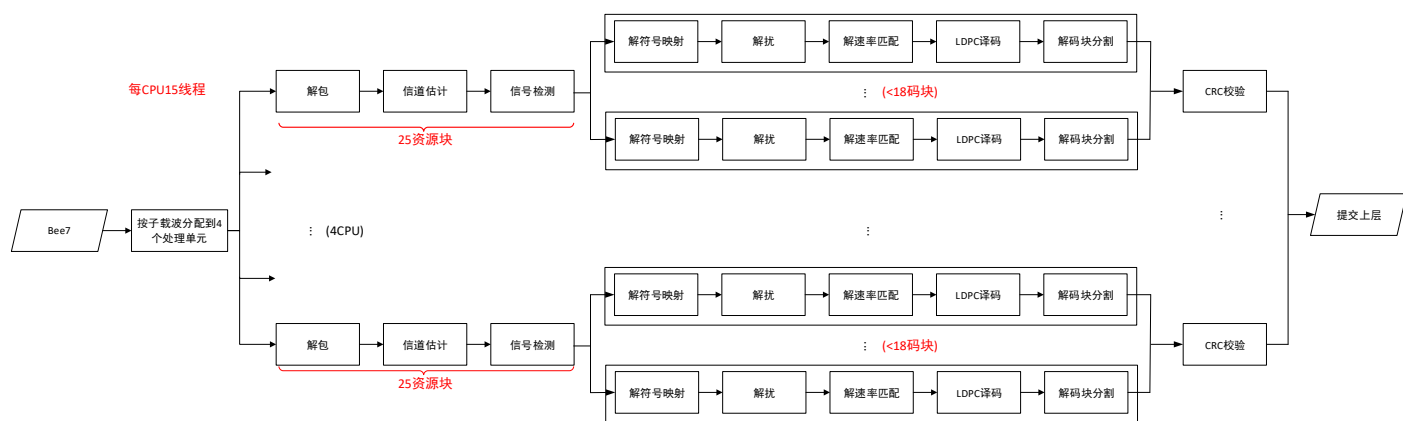 解符号映射 解扰 解速率匹配 LDPC译码 解码块分割
每CPU15线程 解包 信道估计 信号检测 ⋮ (<18码块) CRC校验
25资源块 解符号映射 解扰 解速率匹配 LDPC译码 解码块分割
Bee7
按子载波分配到4
个处理单元
⋮ (4CPU)
⋮
⋮
提交上层
解符号映射 解扰 解速率匹配 LDPC译码 解码块分割
解包 信道估计 信号检测 ⋮ (<18码块) CRC校验
25资源块
解符号映射 解扰 解速率匹配 LDPC译码 解码块分割